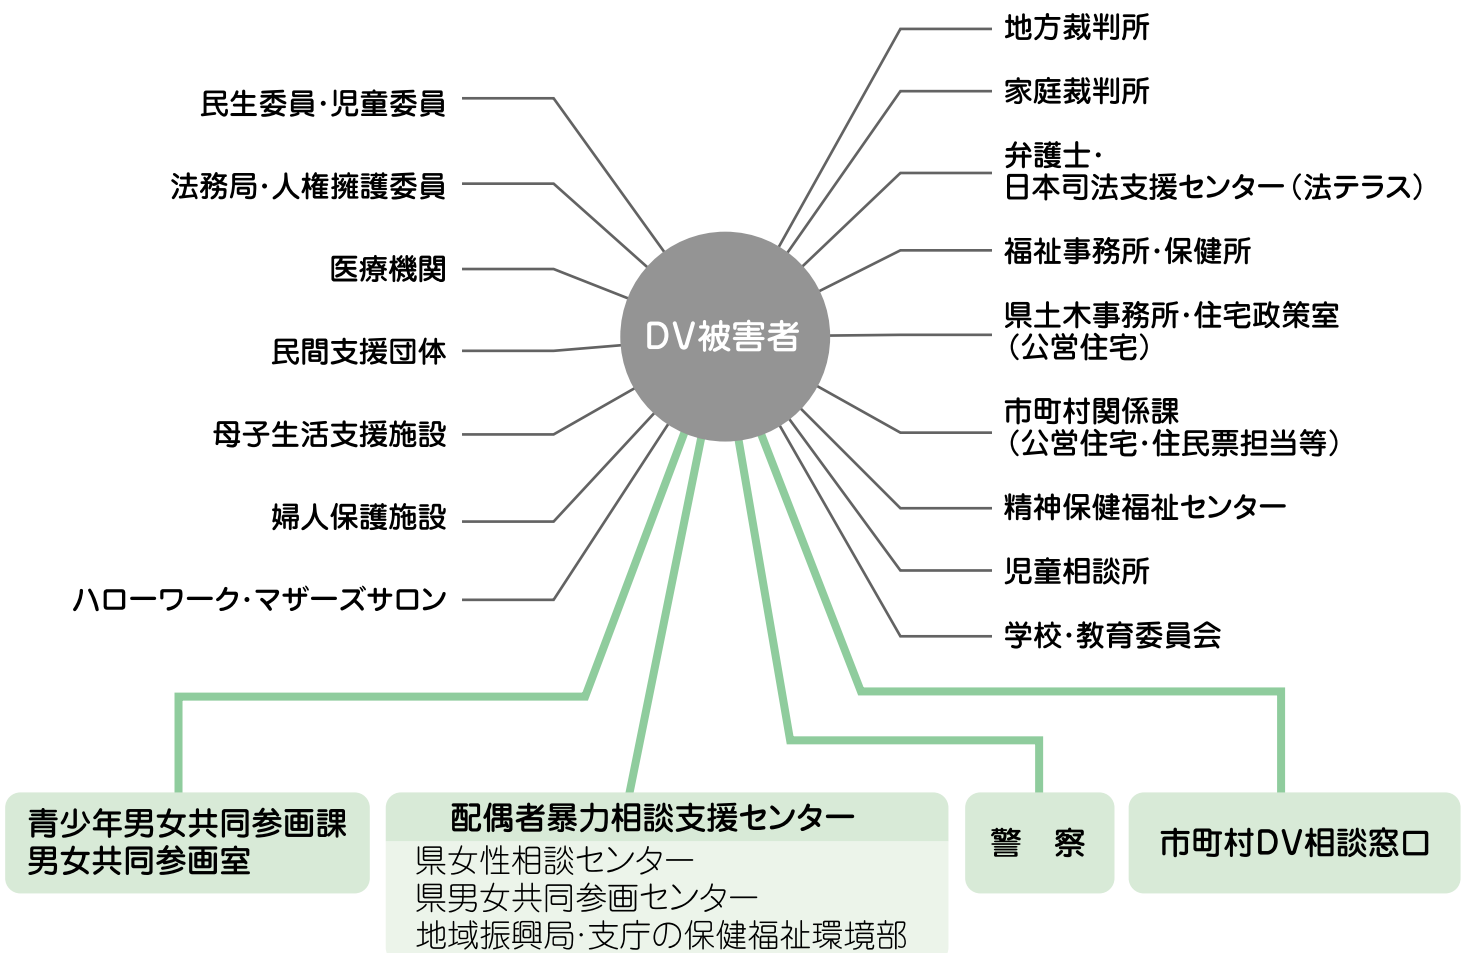 民生委員・児童委員
法務局・人権擁護委員
医療機関
民間支援団体
母子生活支援施設
婦人保護施設
ハローワーク・マザーズサロン
DV被害者
地方裁判所
家庭裁判所
弁護士・
日本司法支援センター（法テラス）
福祉事務所・保健所
県土木事務所・住宅政策室
（公営住宅）
市町村関係課
（公営住宅・住民票担当等）
精神保健福祉センター
児童相談所
学校・教育委員会
青少年男女共同参画課
男女共同参画室
配偶者暴力相談支援センター
県女性相談センター
県男女共同参画センター
地域振興局・支庁の保健福祉環境部
警　察
市町村DV相談窓口